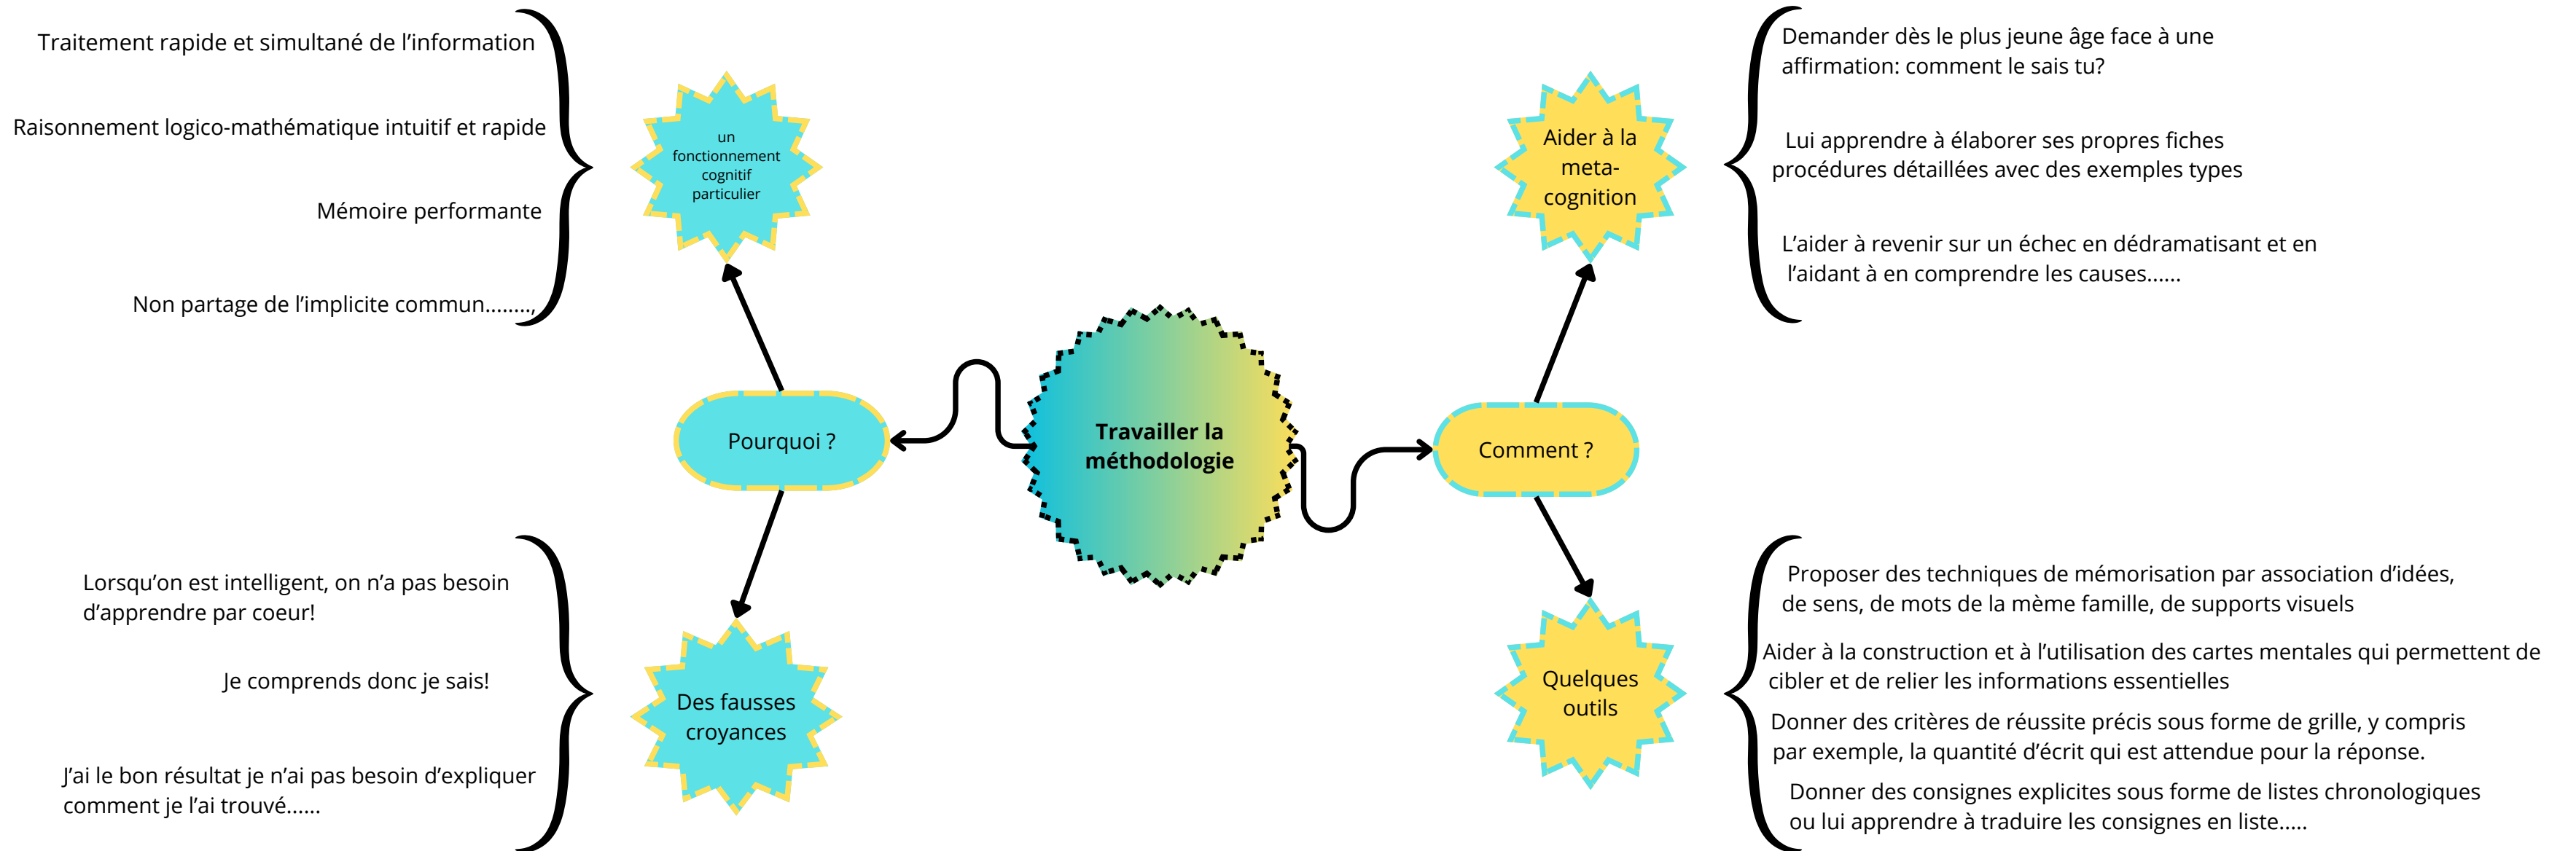 Traitement rapide et simultané de l'information
Raisonnement logico-mathématique intuitif et rapide
Mémoire performante
Non partage de l'implicite commun........,
un
fonctionnement
cognitif
particulier
Pourquoi ?
Lorsqu'on est intelligent, on n'a pas besoin
d'apprendre par coeur!
Je comprends donc je sais!
J'ai le bon résultat je n'ai pas besoin d'expliquer
comment je l'ai trouvé......
Des fausses
croyances
Travailler la
méthodologie
Comment ?
Aider à la
meta-
cognition
Demander dès le plus jeune âge face à une
affirmation: comment le sais tu?
Lui apprendre à élaborer ses propres fiches
procédures détaillées avec des exemples types
L'aider à revenir sur un échec en dédramatisant et en
l'aidant à en comprendre les causes......
Quelques
outils
Proposer des techniques de mémorisation par association d'idées,
de sens, de mots de la mème famille, de supports visuels
Aider à la construction et à l'utilisation des cartes mentales qui permettent de
cibler et de relier les informations essentielles
Donner des critères de réussite précis sous forme de grille, y compris
par exemple, la quantité d'écrit qui est attendue pour la réponse.
Donner des consignes explicites sous forme de listes chronologiques
ou lui apprendre à traduire les consignes en liste.....